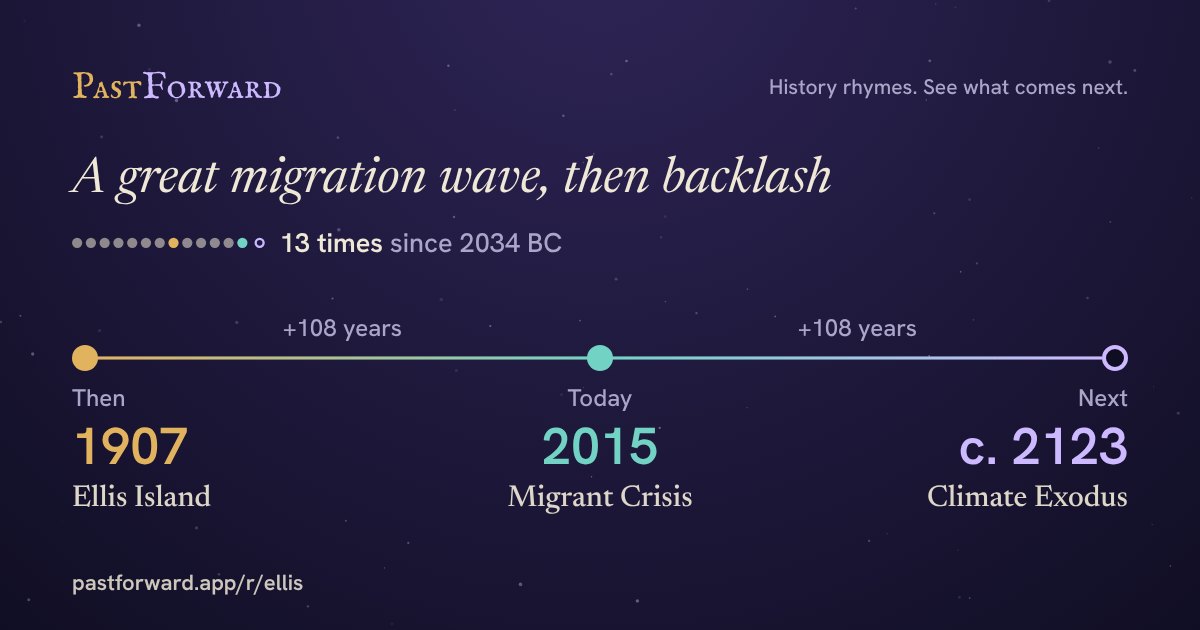 PastForward
History rhymes. See what comes next.
A great migration wave, then backlash
13 times since 2034 BC
+108 years
+108 years
Then
Today
Next
1907
2015
c. 2123
Ellis Island
Migrant Crisis
Climate Exodus
pastforward.app/r/ellis